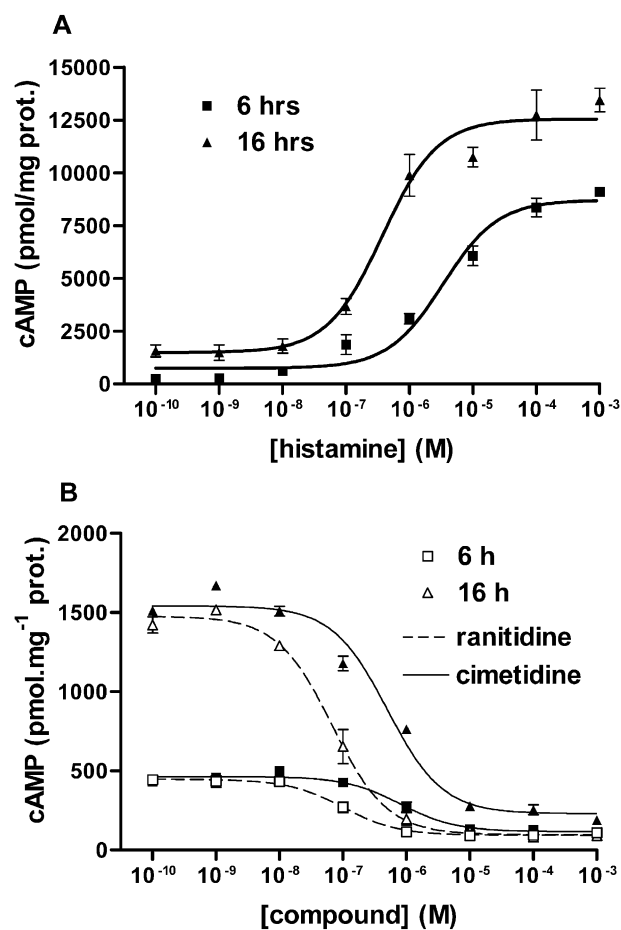 A
cAMP (pmol/mg prot.)
15000
12500
10000
7500
5000
2500
0
6 hrs
16 hrs
10⁻¹⁰ 10⁻⁹ 10⁻⁸ 10⁻⁷ 10⁻⁶ 10⁻⁵ 10⁻⁴ 10⁻³
[histamine] (M)
B
cAMP (pmol.mg⁻¹ prot.)
2000
1500
1000
500
0
6 h
16 h
ranitidine
cimetidine
10⁻¹⁰ 10⁻⁹ 10⁻⁸ 10⁻⁷ 10⁻⁶ 10⁻⁵ 10⁻⁴ 10⁻³
[compound] (M)